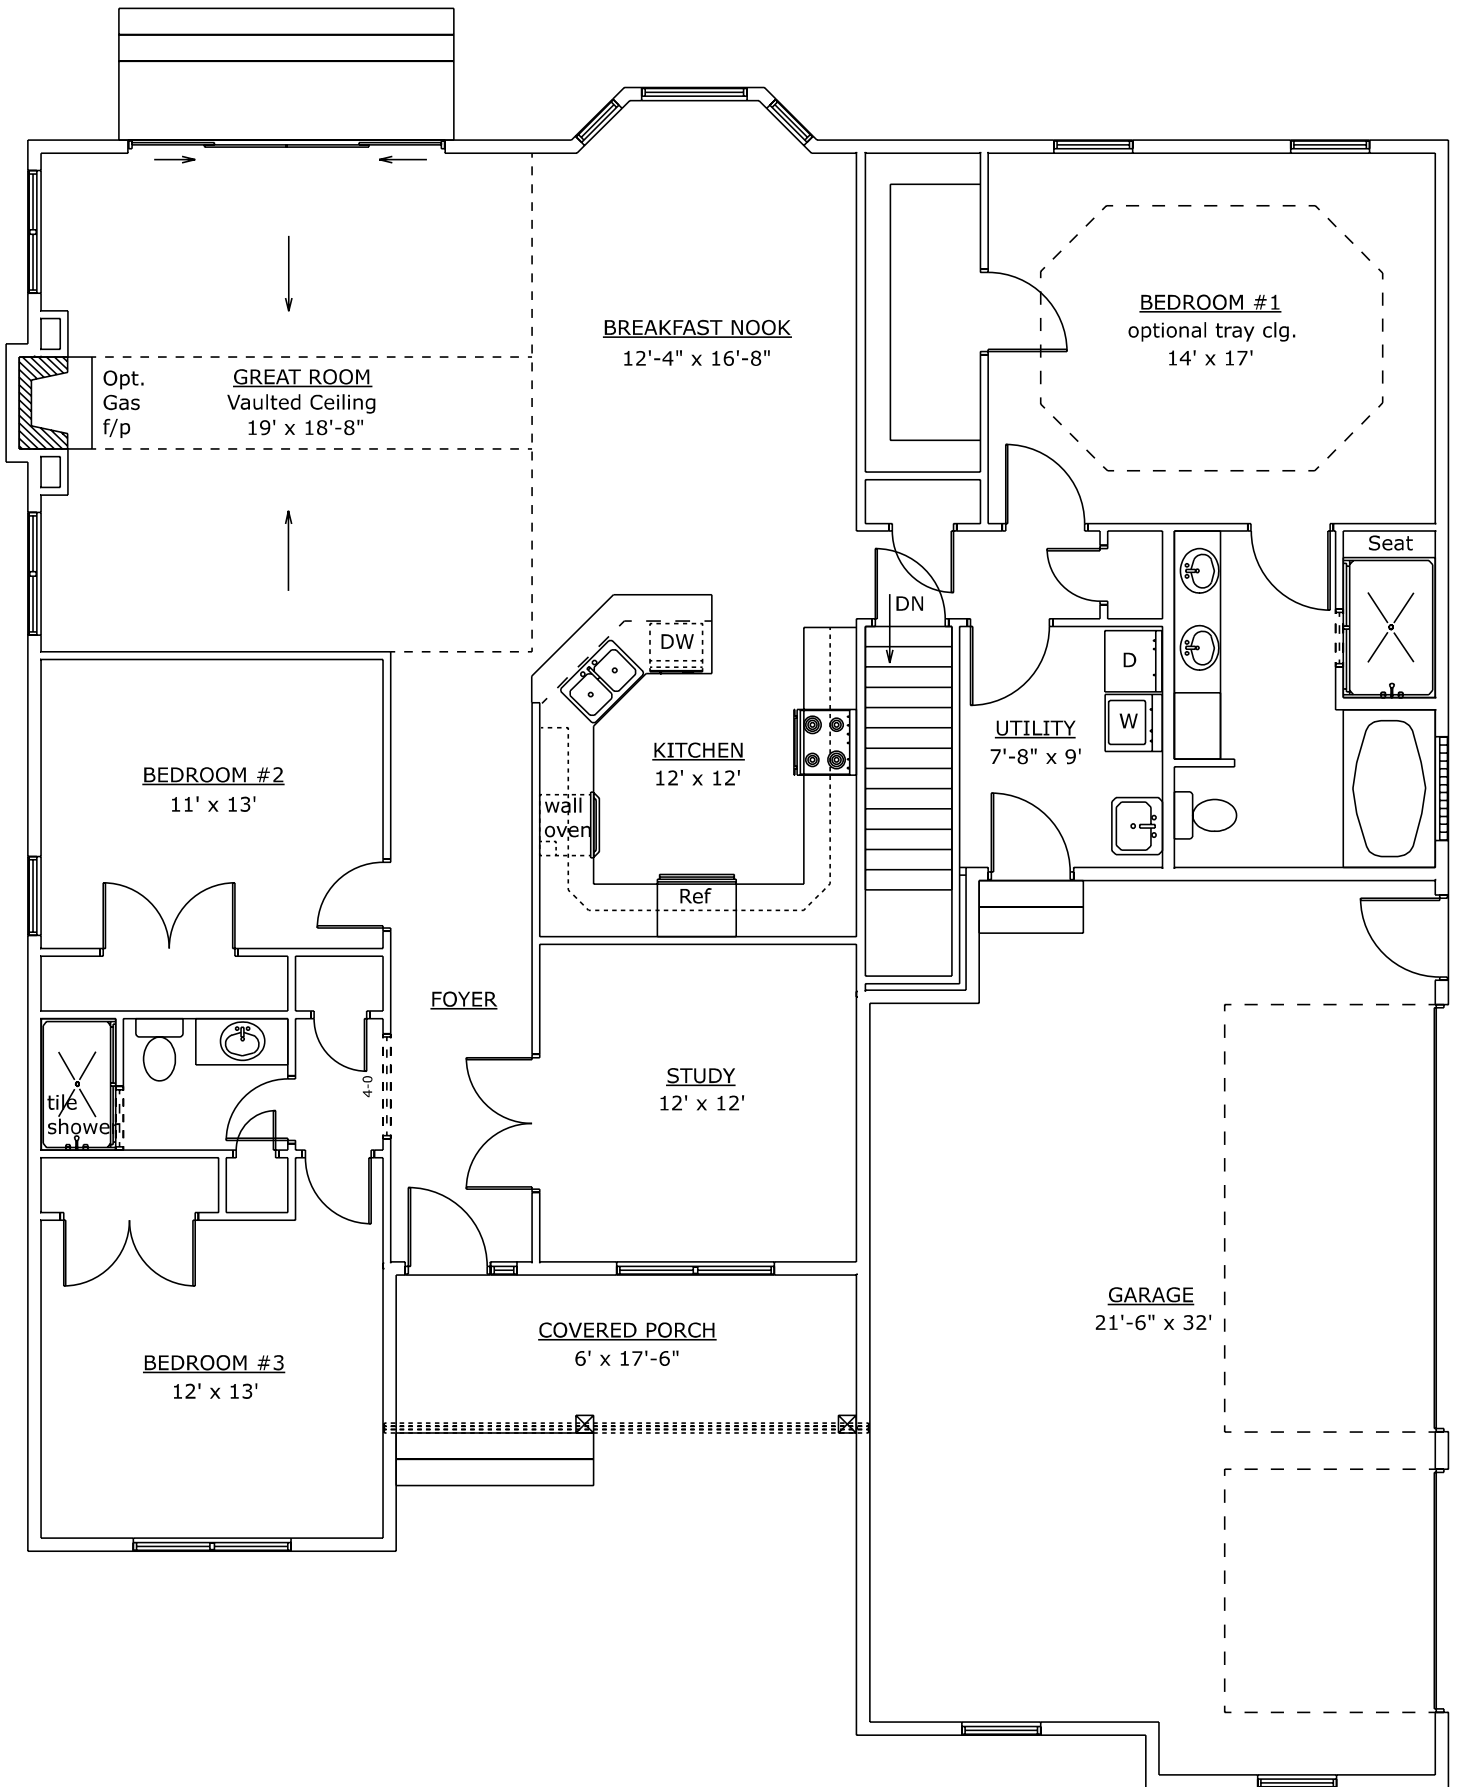 BREAKFAST NOOK
12'-4" x 16'-8"
BEDROOM #1
optional tray clg.
14' x 17'
Opt.
Gas
f/p
GREAT ROOM
Vaulted Ceiling
19' x 18'-8"
Seat
DN
DW
D
W
UTILITY
7'-8" x 9'
KITCHEN
12' x 12'
wall
oven
Ref
BEDROOM #2
11' x 13'
FOYER
4-0
tile
shower
STUDY
12' x 12'
GARAGE
21'-6" x 32'
COVERED PORCH
6' x 17'-6"
BEDROOM #3
12' x 13'